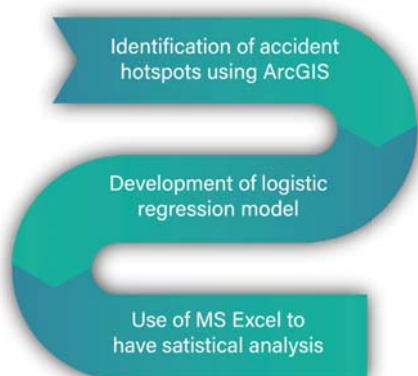 Identification of accident
hotspots using ArcGIS
Development of logistic
regression model
Use of MS Excel to
have satistical analysis